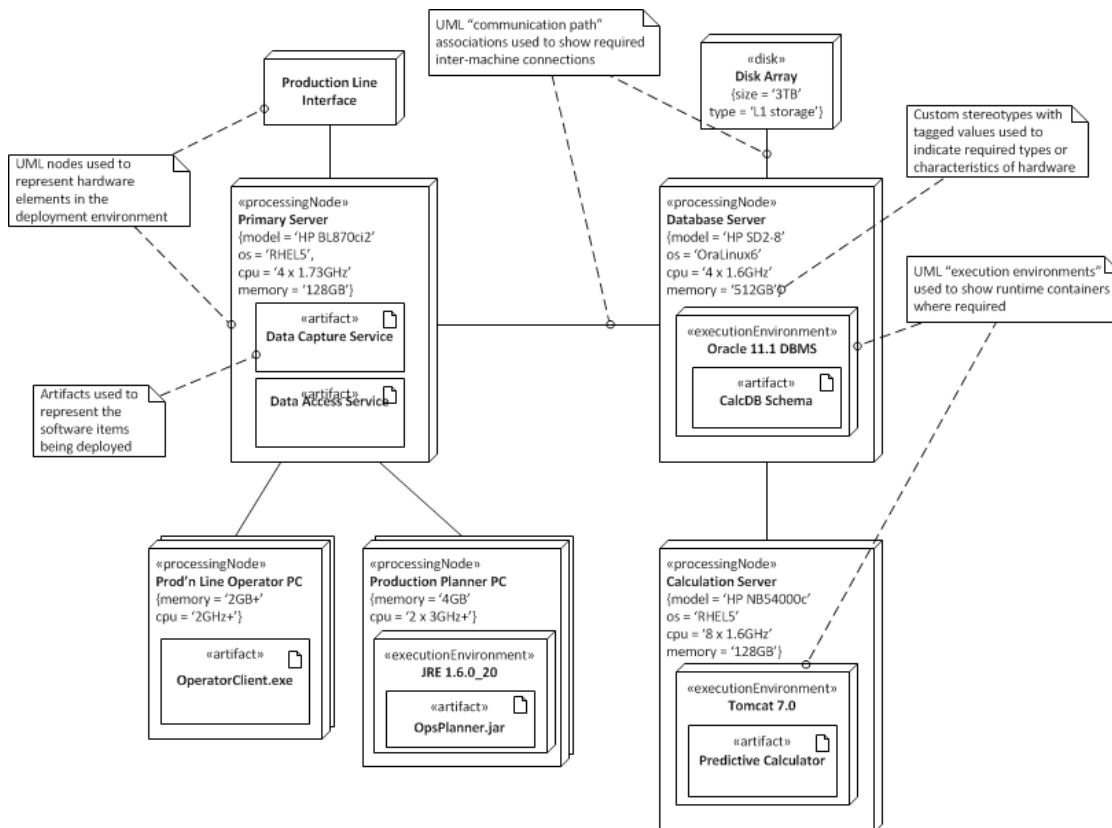 UML “communication path”
associations used to show required
inter-machine connections
«disk»
Disk Array
{size = ‘3TB’
type = ‘L1 storage’}
Production Line
Interface
Custom stereotypes with
tagged values used to
indicate required types or
characteristics of hardware
UML nodes used to
represent hardware
elements in the
deployment environment
«processingNode»
Primary Server
{model = ‘HP BL870ci2’
os = ‘RHEL5’,
cpu = ‘4 x 1.73GHz’
memory = ‘128GB’}
«artifact»
Data Capture Service
«artifact»
Data Access Service
«processingNode»
Database Server
{model = ‘HP SD2-8’
os = ‘OraLinux6’
cpu = ‘4 x 1.6GHz’
memory = ‘512GB’}
«executionEnvironment»
Oracle 11.1 DBMS
«artifact»
CalcDB Schema
UML “execution environments”
used to show runtime containers
where required
Artifacts used to
represent the
software items
being deployed
«processingNode»
Prod’n Line Operator PC
{memory = ‘2GB+’
cpu = ‘2GHz+’}
«artifact»
OperatorClient.exe
«processingNode»
Production Planner PC
{memory = ‘4GB’
cpu = ‘2 x 3GHz+’}
«executionEnvironment»
JRE 1.6.0_20
«artifact»
OpsPlanner.jar
«processingNode»
Calculation Server
{model = ‘HP NB54000c’
os = ‘RHEL5’
cpu = ‘8 x 1.6GHz’
memory = ‘128GB’}
«executionEnvironment»
Tomcat 7.0
«artifact»
Predictive Calculator